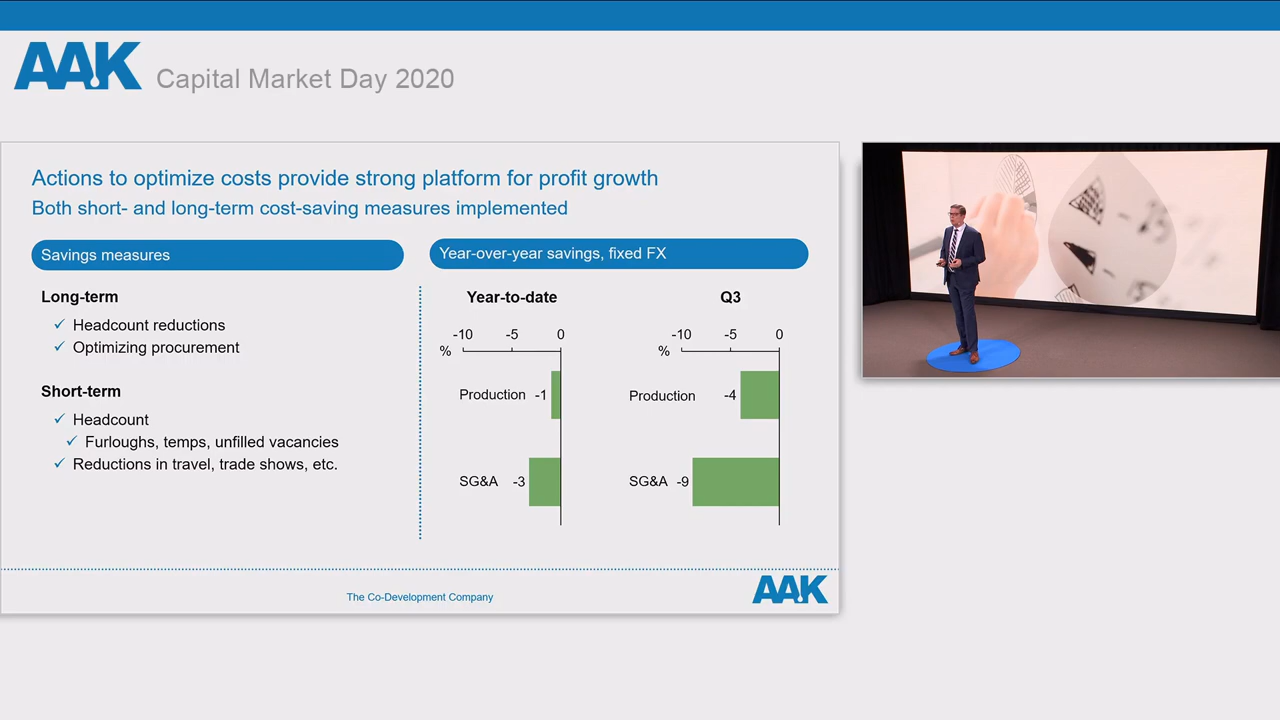 AAK Capital Market Day 2020
Actions to optimize costs provide strong platform for profit growth
Both short- and long-term cost-saving measures implemented
Savings measures
Long-term
✓ Headcount reductions
✓ Optimizing procurement
Short-term
✓ Headcount
✓ Furloughs, temps, unfilled vacancies
✓ Reductions in travel, trade shows, etc.
Year-over-year savings, fixed FX
Year-to-date
-10 -5 0
%
Production -1
SG&A -3
Q3
-10 -5 0
%
Production -4
SG&A -9
The Co-Development Company
AAK